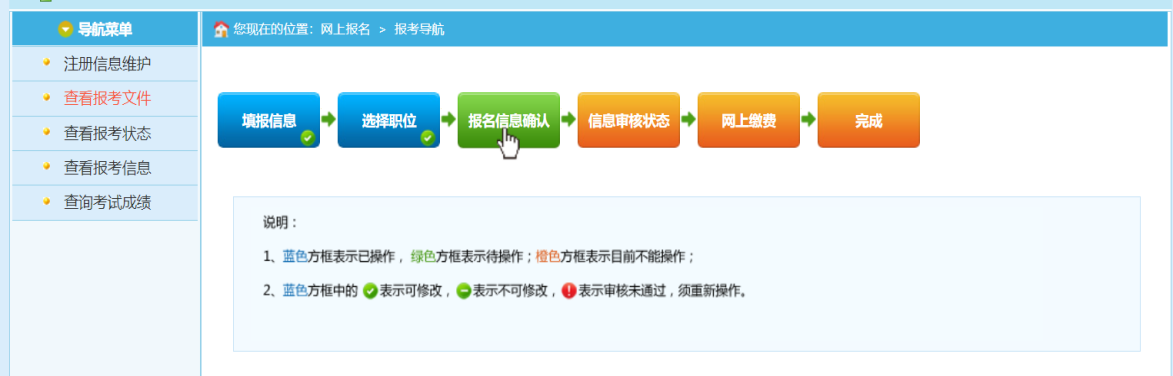 导航菜单
您现在的位置：网上报名 > 报考导航
注册信息维护
查看报考文件
查看报考状态
查看报考信息
查询考试成绩
填报信息
选择职位
报名信息确认
信息审核状态
网上缴费
完成
说明：
1、蓝色方框表示已操作，绿色方框表示待操作；橙色方框表示目前不能操作；
2、蓝色方框中的 表示可修改， 表示不可修改， 表示审核未通过，须重新操作。